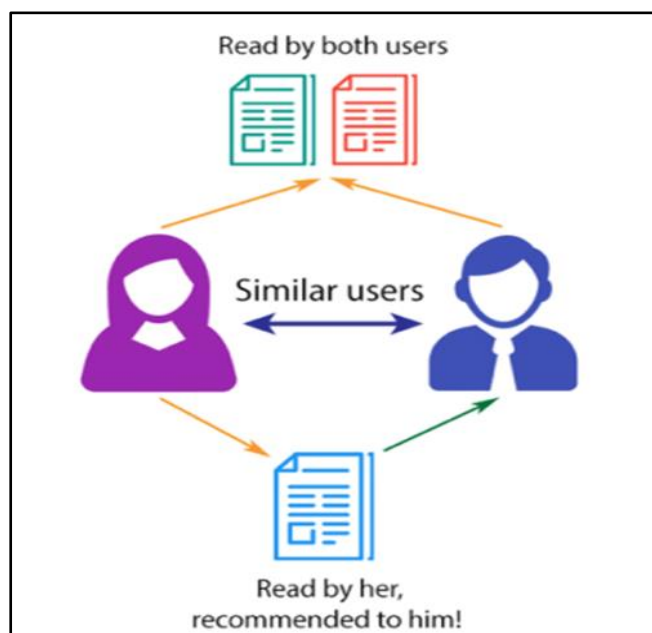 Read by both users
Similar users
Read by her,
recommended to him!